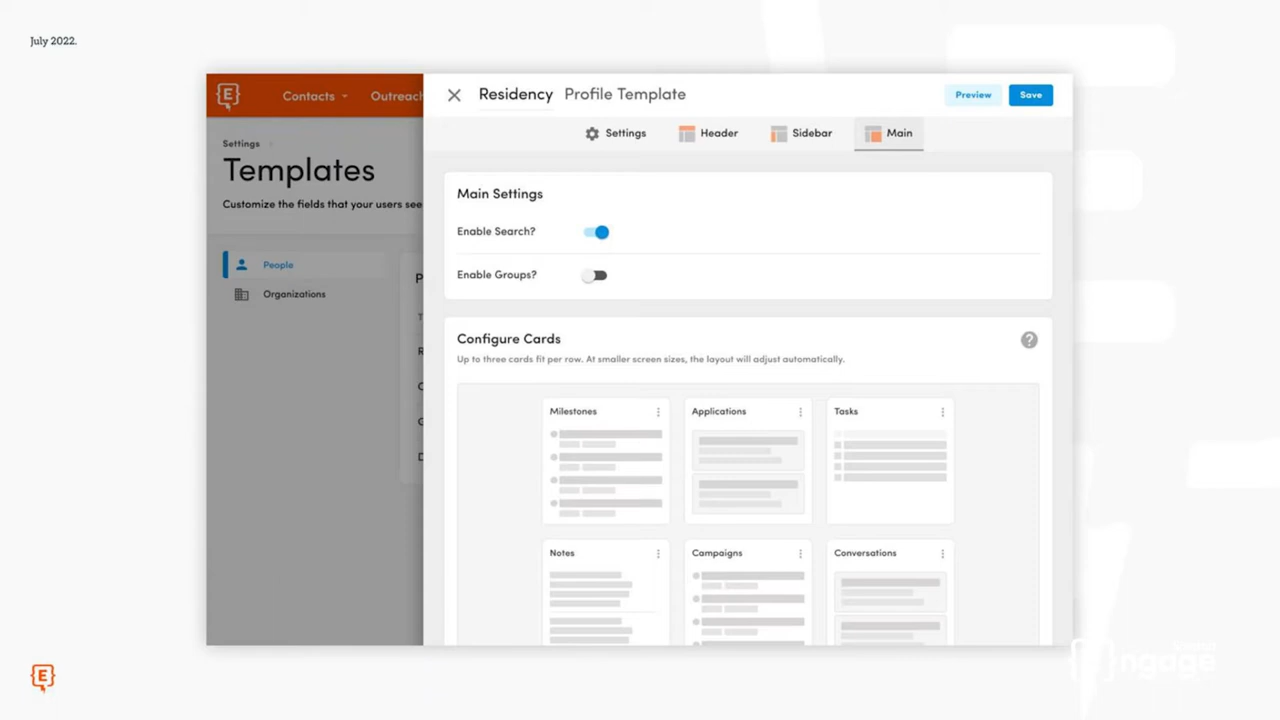 July 2022.
E
Contacts
Outreach
Residency Profile Template
Preview
Save
Settings
Header
Sidebar
Main
Settings
Templates
Customize the fields that your users see
People
Organizations
Main Settings
Enable Search?
Enable Groups?
Configure Cards
?
Up to three cards fit per row. At smaller screen sizes, the layout will adjust automatically.
Milestones
Applications
Tasks
Notes
Campaigns
Conversations
E
ngage